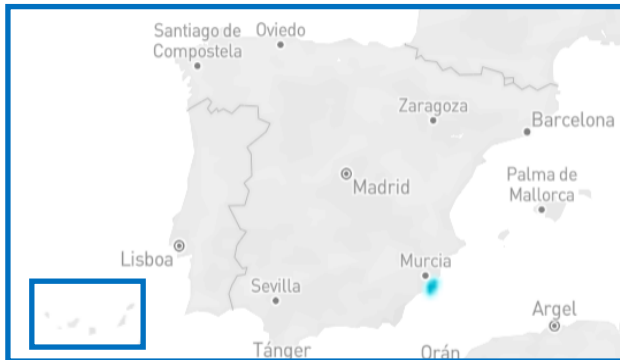 Santiago de
Compostela
Oviedo
Zaragoza
Barcelona
Madrid
Palma de
Mallorca
Lisboa
Murcia
Sevilla
Argel
Tánger
Orán